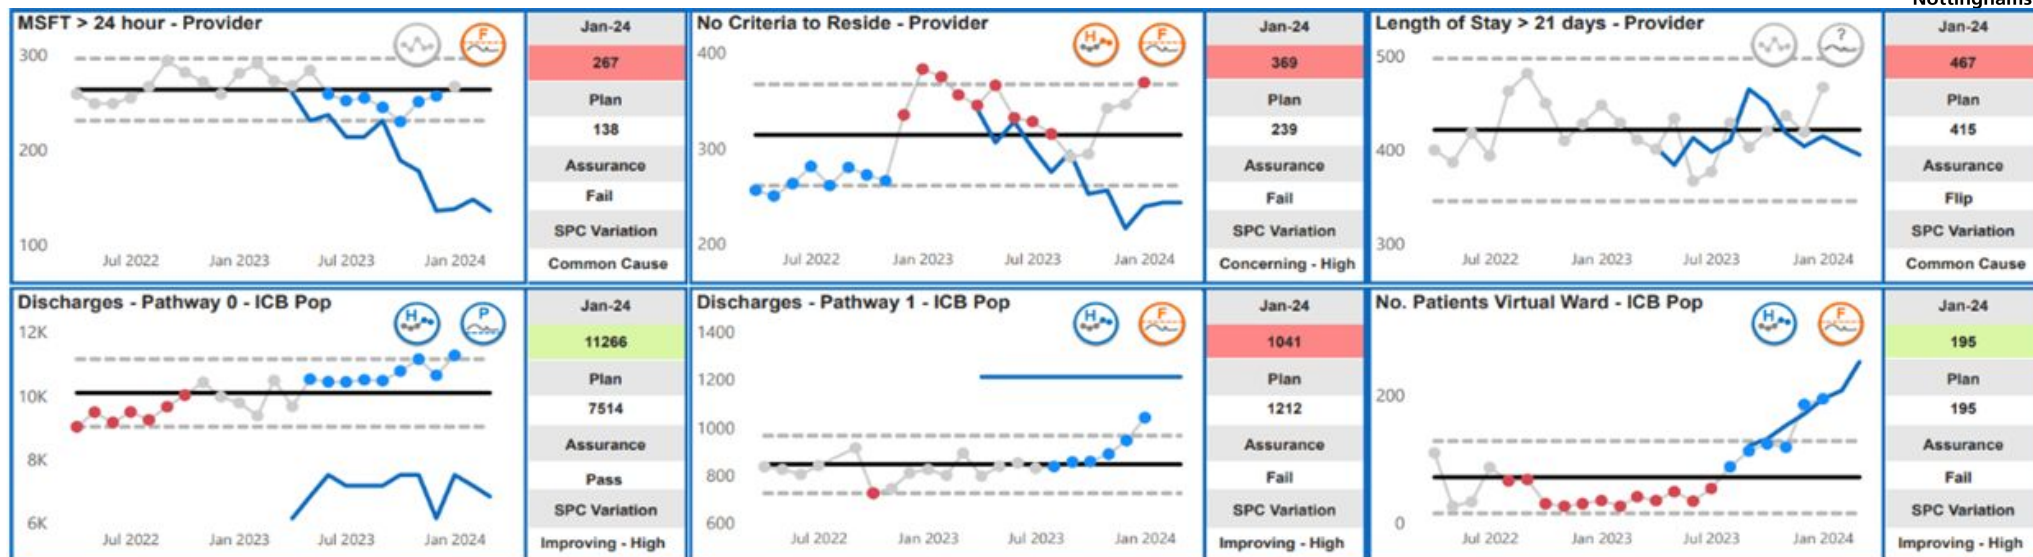 Nottinghams
MSFT > 24 hour - Provider
F
300
200
100
Jul 2022 Jan 2023 Jul 2023 Jan 2024
Jan-24
267
Plan
138
Assurance
Fail
SPC Variation
Common Cause
No Criteria to Reside - Provider
H F
400
300
200
Jul 2022 Jan 2023 Jul 2023 Jan 2024
Jan-24
369
Plan
239
Assurance
Fail
SPC Variation
Concerning - High
Length of Stay > 21 days - Provider
?
500
400
300
Jul 2022 Jan 2023 Jul 2023 Jan 2024
Jan-24
467
Plan
415
Assurance
Flip
SPC Variation
Common Cause
Discharges - Pathway 0 - ICB Pop
H P
12K
10K
8K
6K
Jul 2022 Jan 2023 Jul 2023 Jan 2024
Jan-24
11266
Plan
7514
Assurance
Pass
SPC Variation
Improving - High
Discharges - Pathway 1 - ICB Pop
H F
1400
1200
1000
800
600
Jul 2022 Jan 2023 Jul 2023 Jan 2024
Jan-24
1041
Plan
1212
Assurance
Fail
SPC Variation
Improving - High
No. Patients Virtual Ward - ICB Pop
H F
200
0
Jul 2022 Jan 2023 Jul 2023 Jan 2024
Jan-24
195
Plan
195
Assurance
Fail
SPC Variation
Improving - High